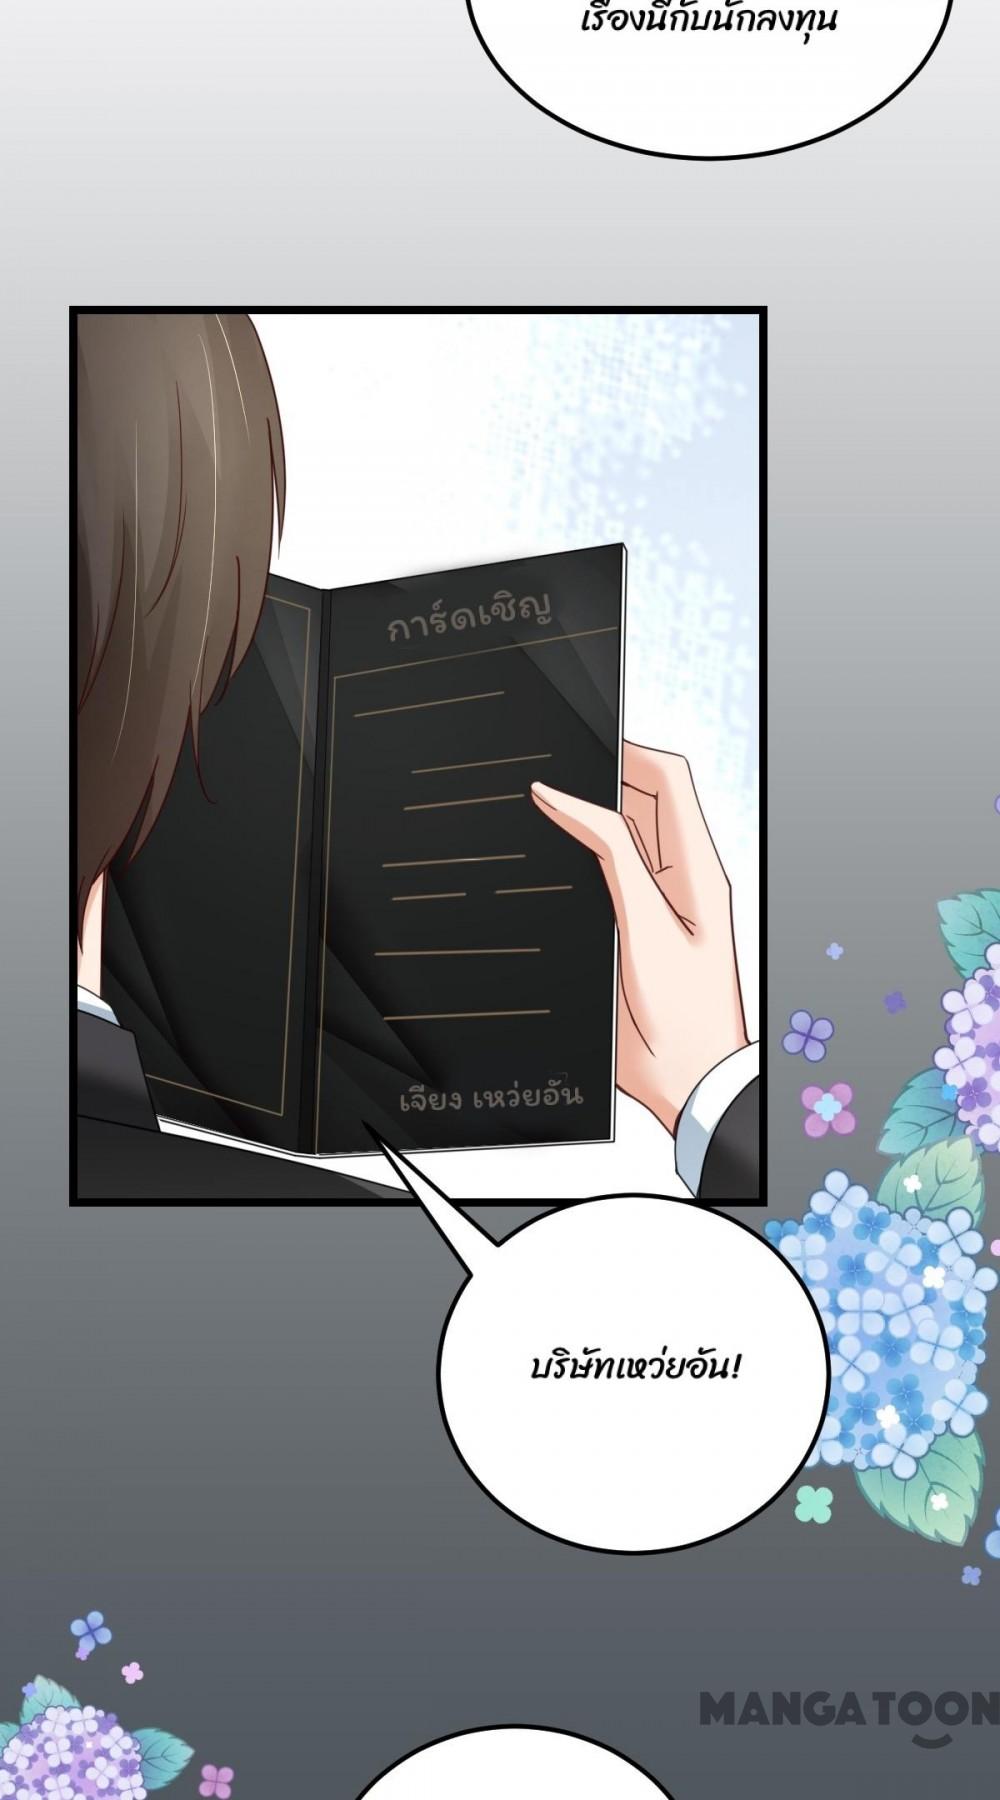 เรื่องนี้กับนักลงทุน
การ์ดเชิญ
เจียง เหว่ยอัน
บริษัทเหว่ยอัน!
MANGATOON